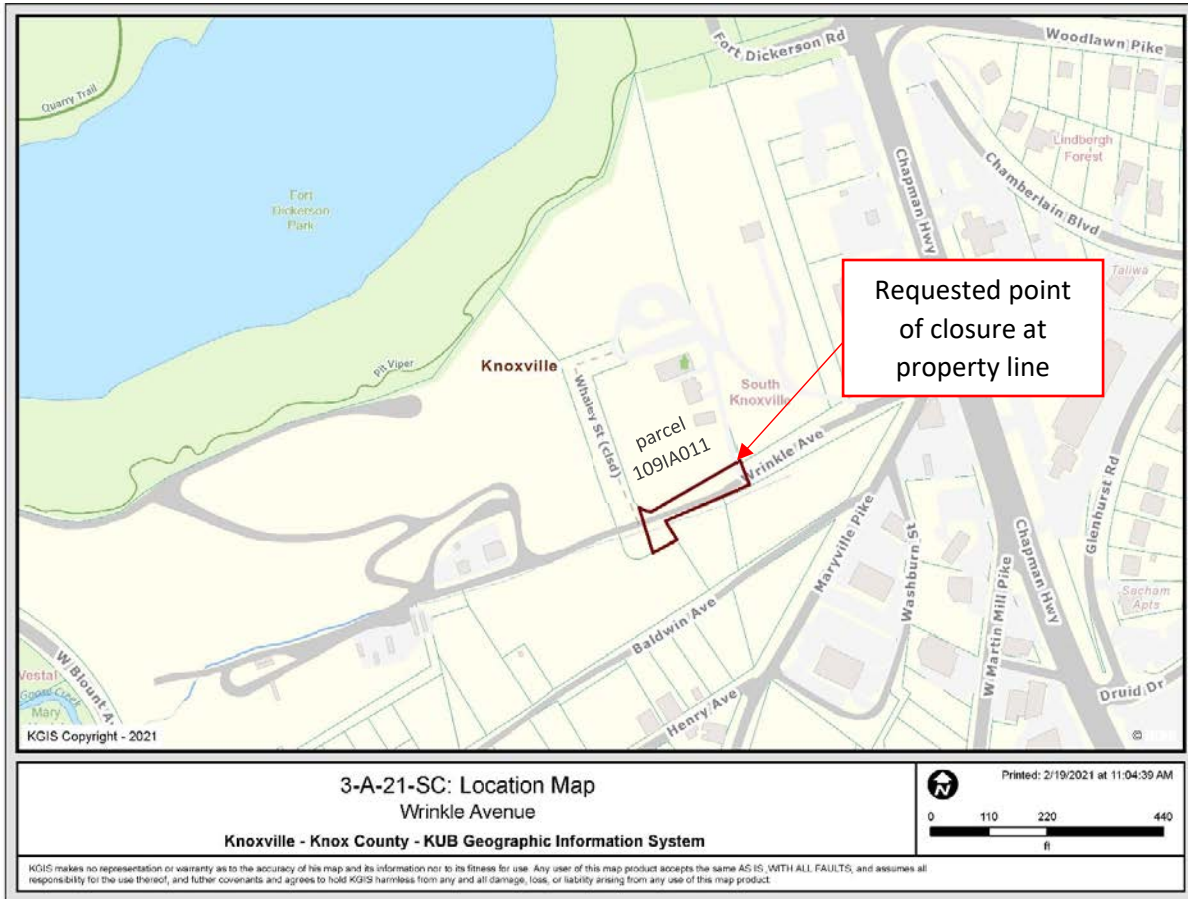 Fort Dickerson Rd
Woodlawn Pike
Quarry Trail
Lindbergh
Forest
Chapman Hwy
Chamberlain Blvd
Fort
Dickerson
Park
Taliwa
Requested point
of closure at
property line
Pit Viper
Knoxville
Whaley St (clsd)
South
Knoxville
parcel
109IA011
Wrinkle Ave
Maryville Pike
Washburn St
Glenhurst Rd
Chapman Hwy
W Martin Mill Pike
Sacham
Apts
Baldwin Ave
W Blount Av
Vestal
Goose Creek
Mary
Henry Ave
Druid Dr
KGIS Copyright - 2021
©
3-A-21-SC: Location Map
Wrinkle Avenue
Knoxville - Knox County - KUB Geographic Information System
N
Printed: 2/19/2021 at 11:04:39 AM
0 110 220 440
ft
KGIS makes no representation or warranty as to the accuracy of his map and its information nor to its fitness for use. Any user of this map product accepts the same AS IS, WITH ALL FAULTS, and assumes all
responsibility for the use thereof, and futher covenants and agrees to hold KGIS harmless from any and all damage, loss, or liability arising from any use of this map product.